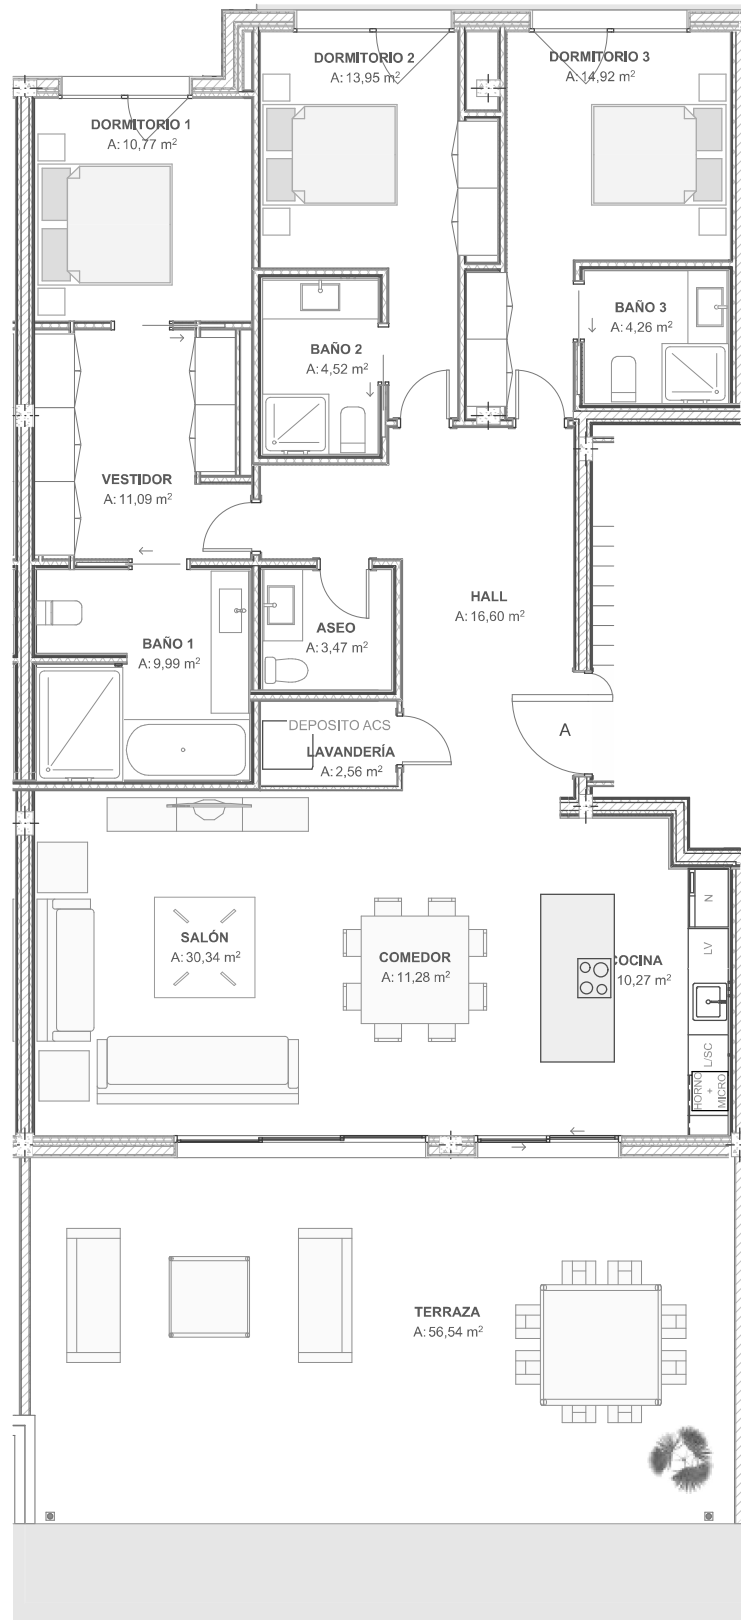 DORMITORIO 2
A: 13,95 m²
DORMITORIO 3
A: 14,92 m²
DORMITORIO 1
A: 10,77 m²
BAÑO 3
A: 4,26 m²
BAÑO 2
A: 4,52 m²
VESTIDOR
A: 11,09 m²
HALL
A: 16,60 m²
ASEO
A: 3,47 m²
BAÑO 1
A: 9,99 m²
DEPOSITO ACS
LAVANDERÍA
A: 2,56 m²
A
N
LV
SALÓN
A: 30,34 m²
COMEDOR
A: 11,28 m²
COCINA
10,27 m²
L/SC
HORNO
+
MICRO
TERRAZA
A: 56,54 m²